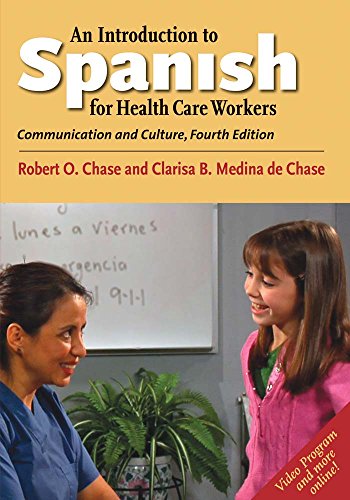 An Introduction to
Spanish
for Health Care Workers
Communication and Culture, Fourth Edition
Robert O. Chase and Clarisa B. Medina de Chase
lunes a viernes
ergencia
9-1-1
Video Program
and more
online!